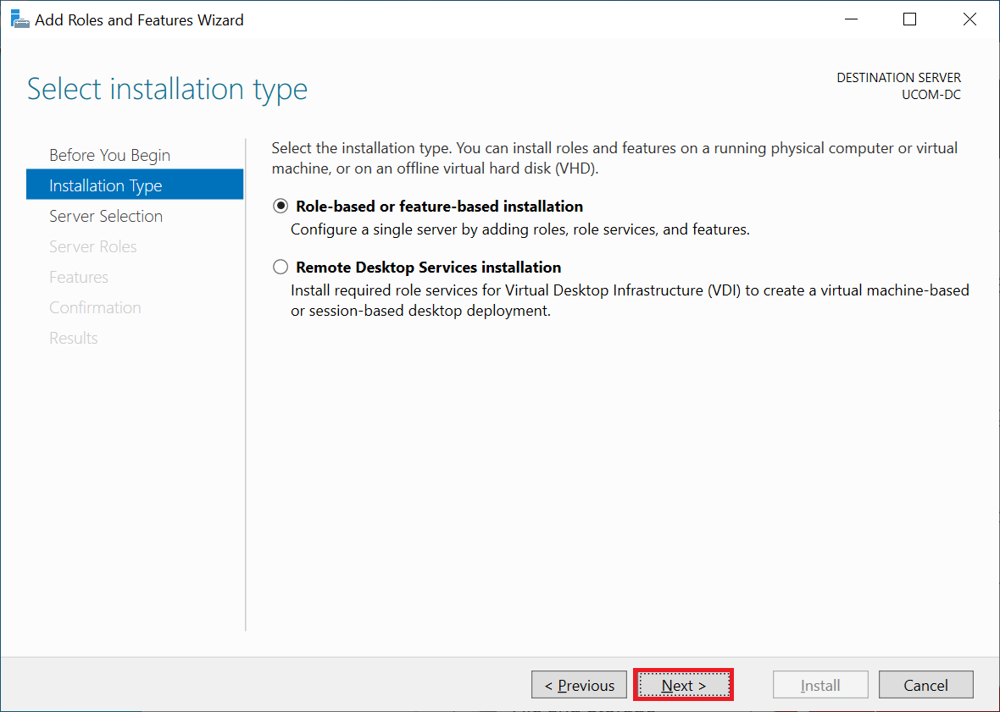 Add Roles and Features Wizard
Select installation type
DESTINATION SERVER
UCOM-DC
Before You Begin
Installation Type
Server Selection
Server Roles
Features
Confirmation
Results
Select the installation type. You can install roles and features on a running physical computer or virtual
machine, or on an offline virtual hard disk (VHD).
Role-based or feature-based installation
Configure a single server by adding roles, role services, and features.
Remote Desktop Services installation
Install required role services for Virtual Desktop Infrastructure (VDI) to create a virtual machine-based
or session-based desktop deployment.
< Previous
Next >
Install
Cancel